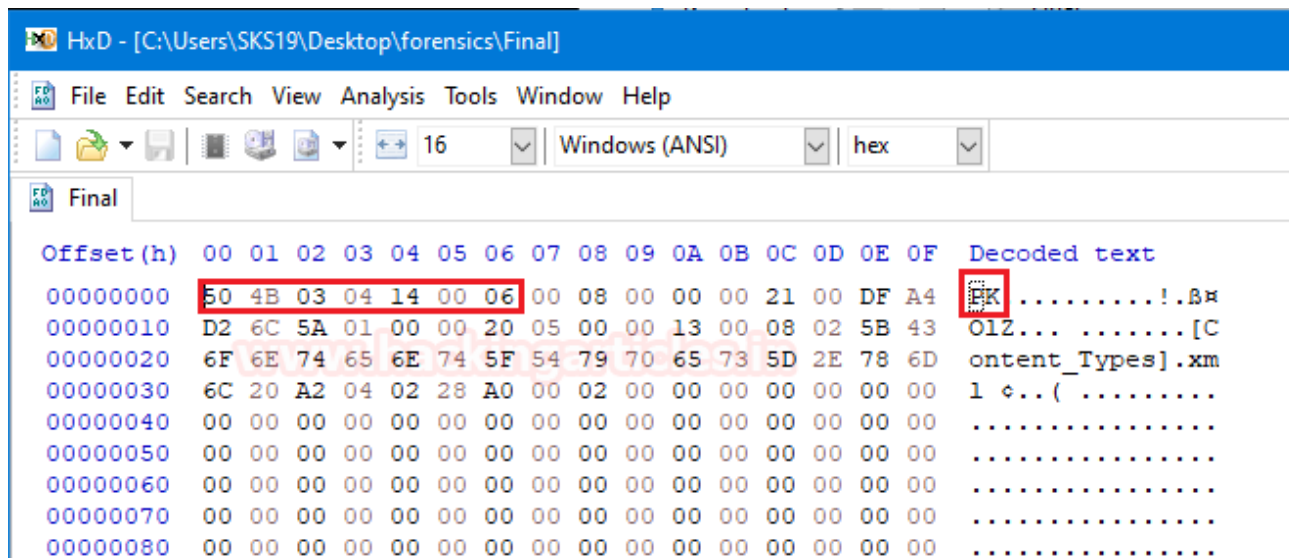 HxD - [C:\Users\SKS19\Desktop\forensics\Final]
File Edit Search View Analysis Tools Window Help
16 Windows (ANSI) hex
Final
Offset(h) 00 01 02 03 04 05 06 07 08 09 0A 0B 0C 0D 0E 0F Decoded text
00000000 50 4B 03 04 14 00 06 00 08 00 00 00 21 00 DF A4 PK..........!.ß¤
00000010 D2 6C 5A 01 00 00 20 05 00 00 13 00 08 02 5B 43 OlZ... .......[C
00000020 6F 6E 74 65 6E 74 5F 54 79 70 65 73 5D 2E 78 6D ontent_Types].xm
00000030 6C 20 A2 04 02 28 A0 00 02 00 00 00 00 00 00 00 l ¢..( .........
00000040 00 00 00 00 00 00 00 00 00 00 00 00 00 00 00 00 ................
00000050 00 00 00 00 00 00 00 00 00 00 00 00 00 00 00 00 ................
00000060 00 00 00 00 00 00 00 00 00 00 00 00 00 00 00 00 ................
00000070 00 00 00 00 00 00 00 00 00 00 00 00 00 00 00 00 ................
00000080 00 00 00 00 00 00 00 00 00 00 00 00 00 00 00 00 ................
www.hackingarticles.in